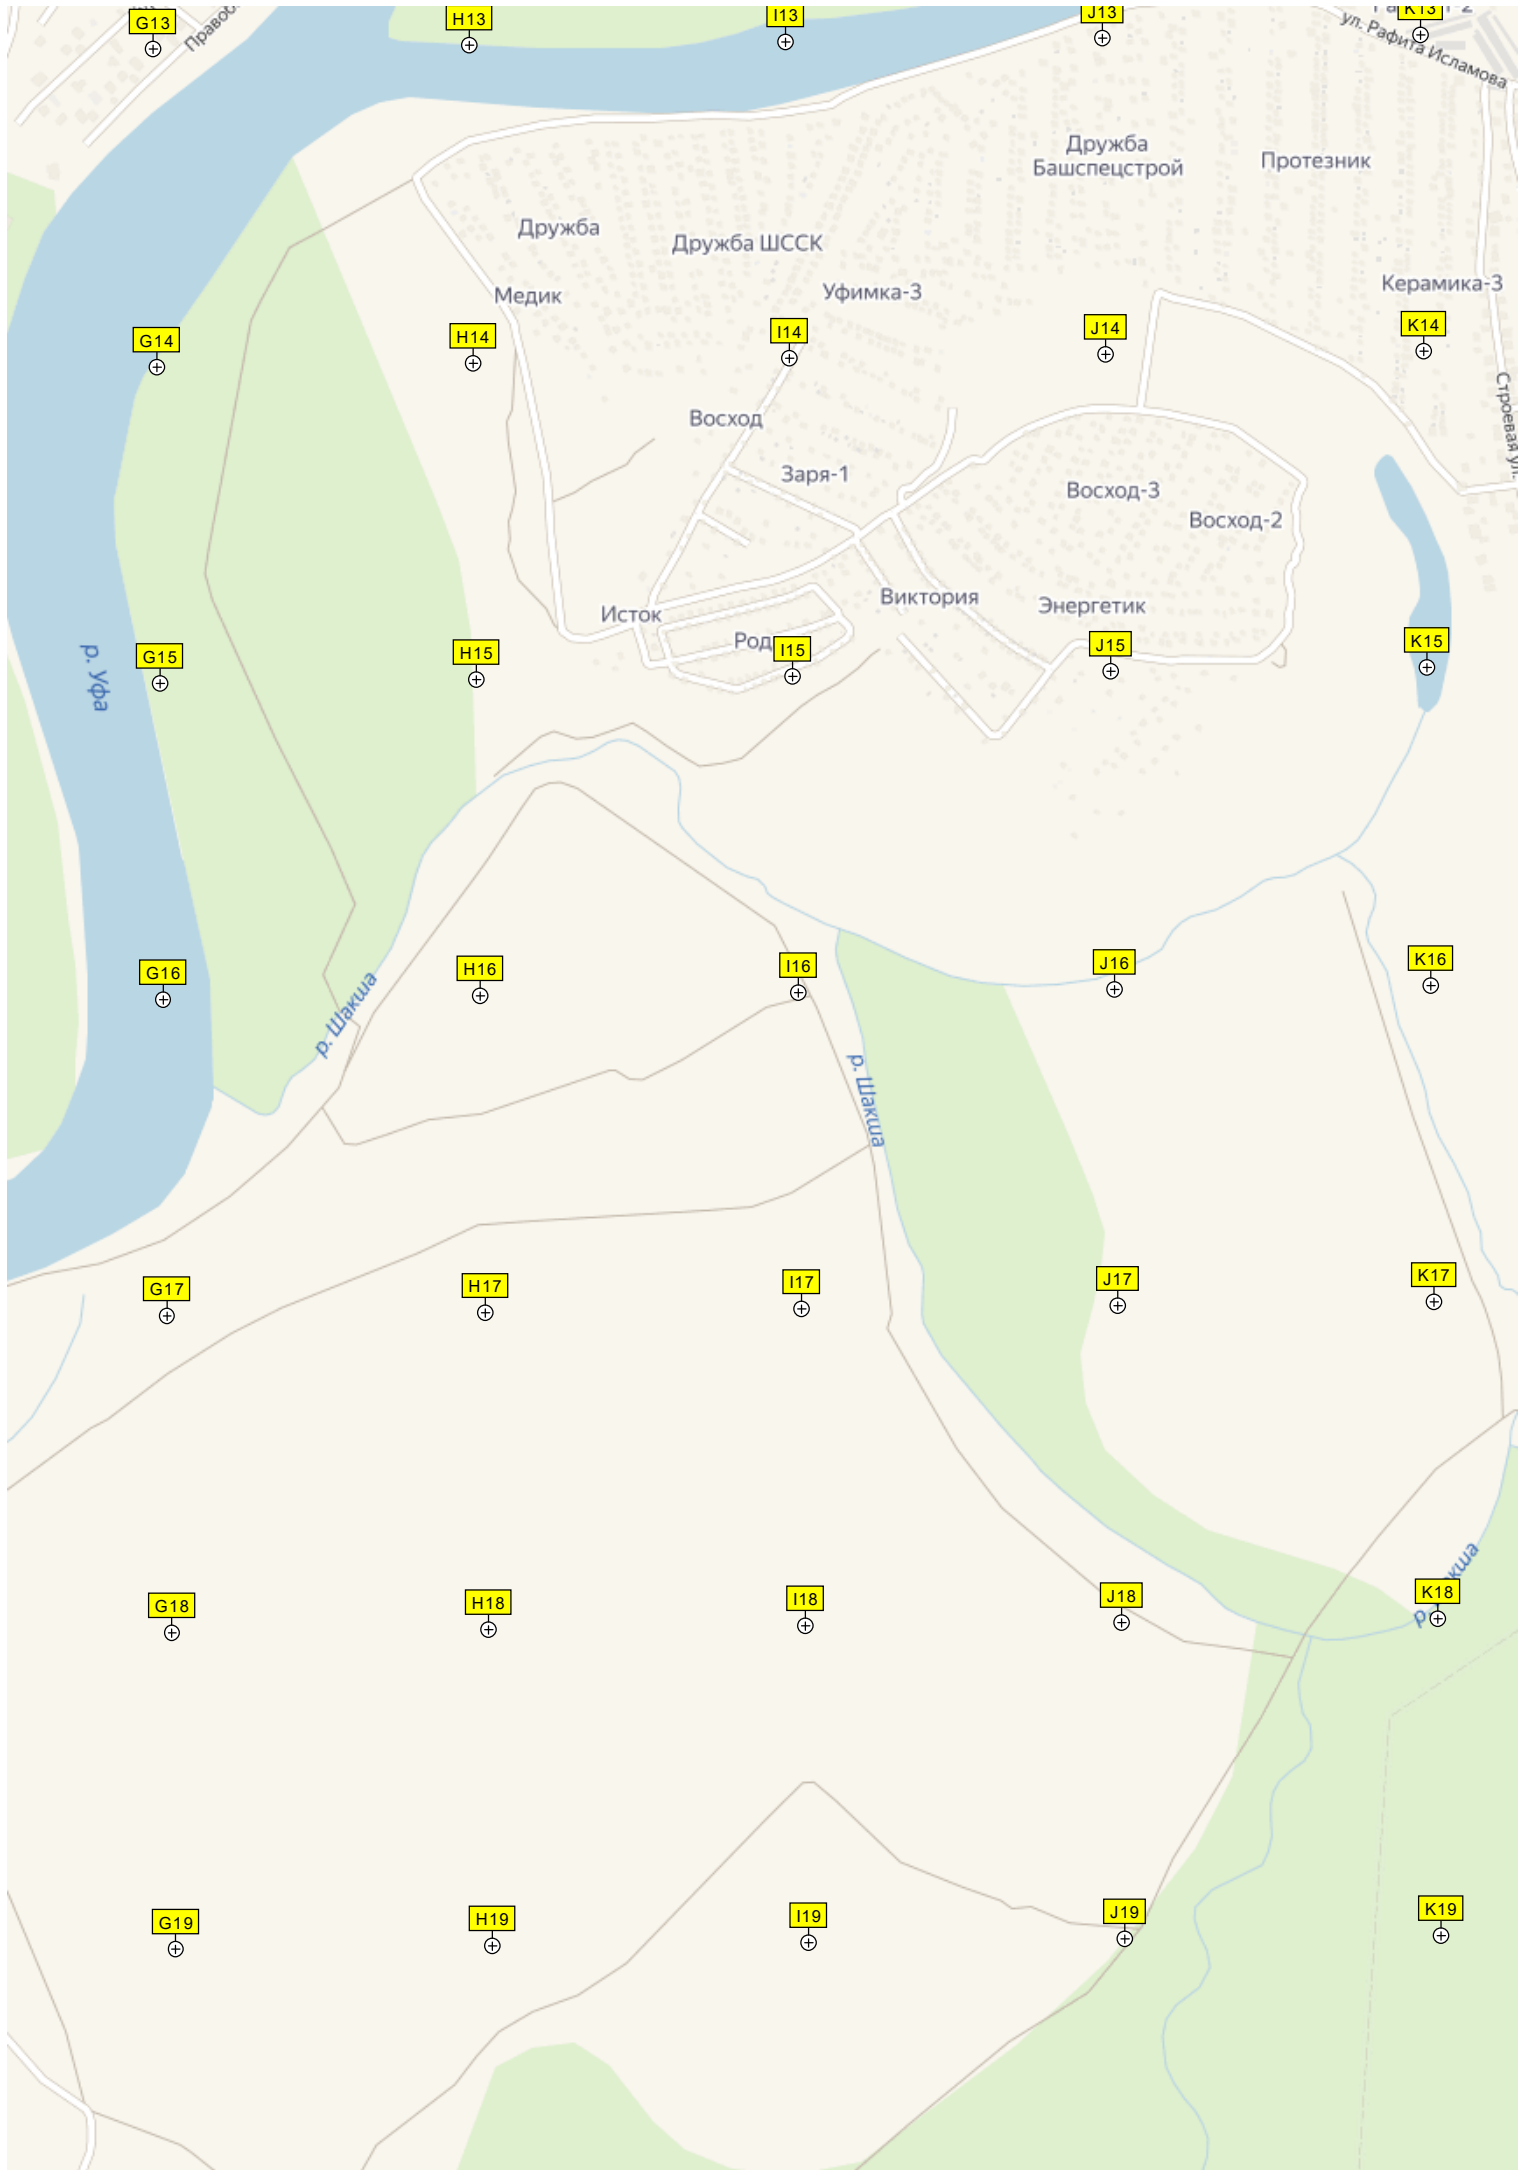 G13
H13
I13
J13
K13
ул. Рафита Исламова
Дружба
Башспецстрой
Протезник
Дружба
Дружба ШССК
Медик
Уфимка-3
Керамика-3
G14
H14
I14
J14
K14
Строевая ул.
Восход
Заря-1
Восход-3
Восход-2
Исток
Виктория
Энергетик
р. Уфа
G15
H15
I15
J15
K15
G16
H16
I16
J16
K16
р. Шакша
р. Шакша
G17
H17
I17
J17
K17
G18
H18
I18
J18
K18
G19
H19
I19
J19
K19